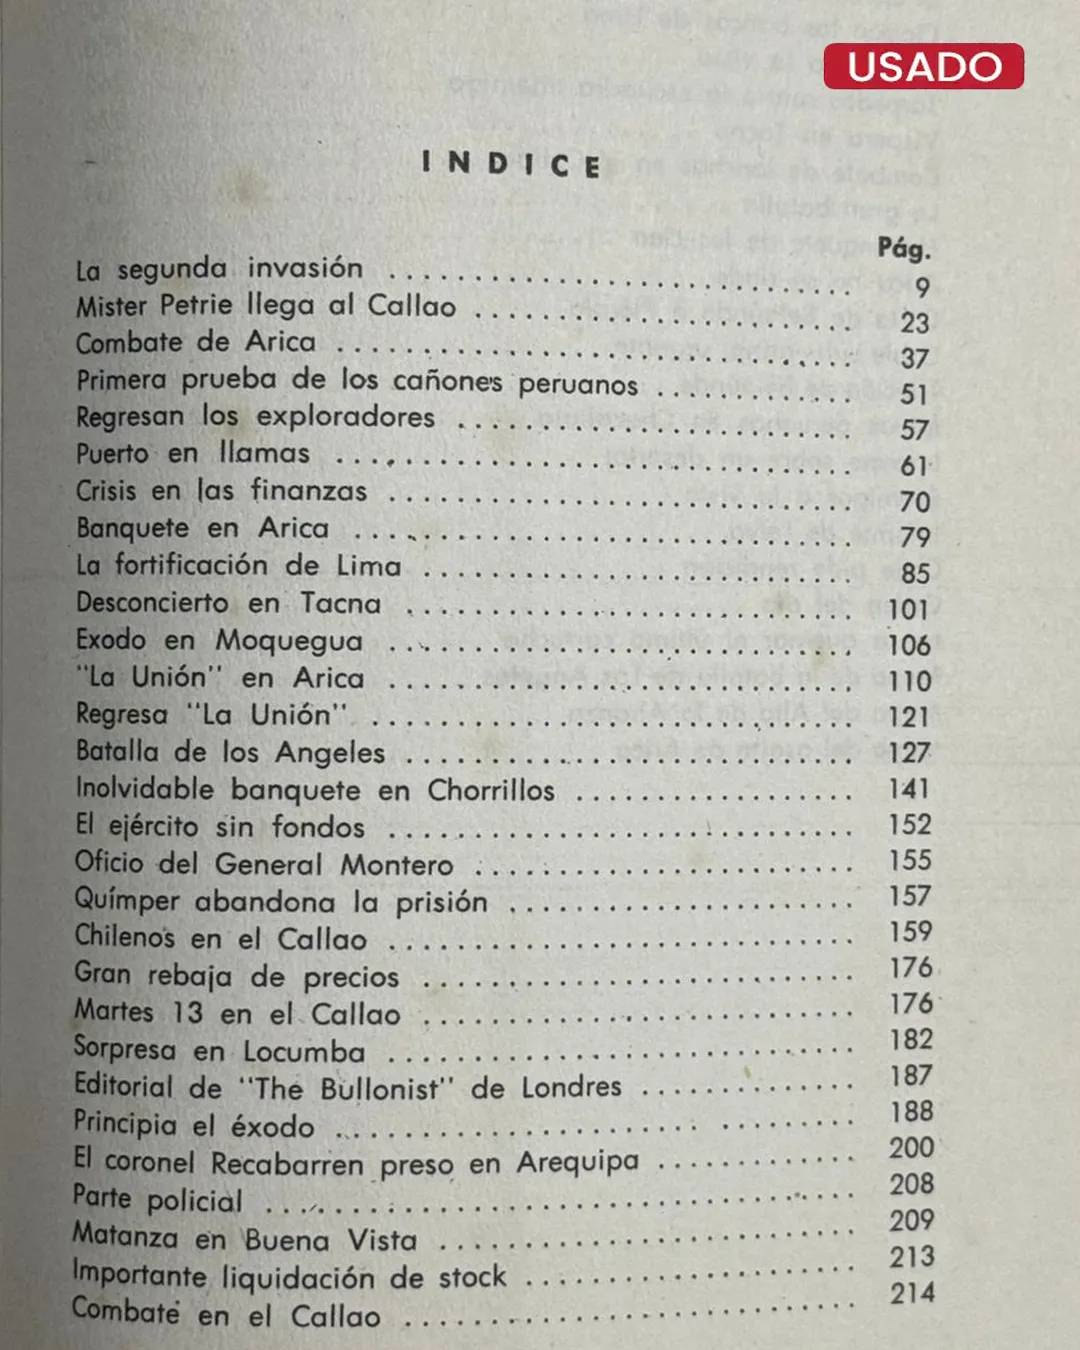 USADO
INDICE
Pág.
La segunda invasión ........................ 9
Mister Petrie llega al Callao ........................ 23
Combate de Arica ........................ 37
Primera prueba de los cañones peruanos ............ 51
Regresan los exploradores ........................ 57
Puerto en llamas ........................ 61
Crisis en las finanzas ........................ 70
Banquete en Arica ........................ 79
La fortificación de Lima ........................ 85
Desconcierto en Tacna ........................ 101
Exodo en Moquegua ........................ 106
"La Unión" en Arica ........................ 110
Regresa "La Unión" ........................ 121
Batalla de los Angeles ........................ 127
Inolvidable banquete en Chorrillos ............... 141
El ejército sin fondos ........................ 152
Oficio del General Montero ........................ 155
Químper abandona la prisión ..................... 157
Chilenos en el Callao ........................ 159
Gran rebaja de precios ........................ 176
Martes 13 en el Callao ........................ 176
Sorpresa en Locumba ........................ 182
Editorial de "The Bullonist" de Londres ............ 187
Principia el éxodo ........................ 188
El coronel Recabarren preso en Arequipa ............ 200
Parte policial ........................ 208
Matanza en Buena Vista ........................ 209
Importante liquidación de stock ................... 213
Combate en el Callao ........................ 214